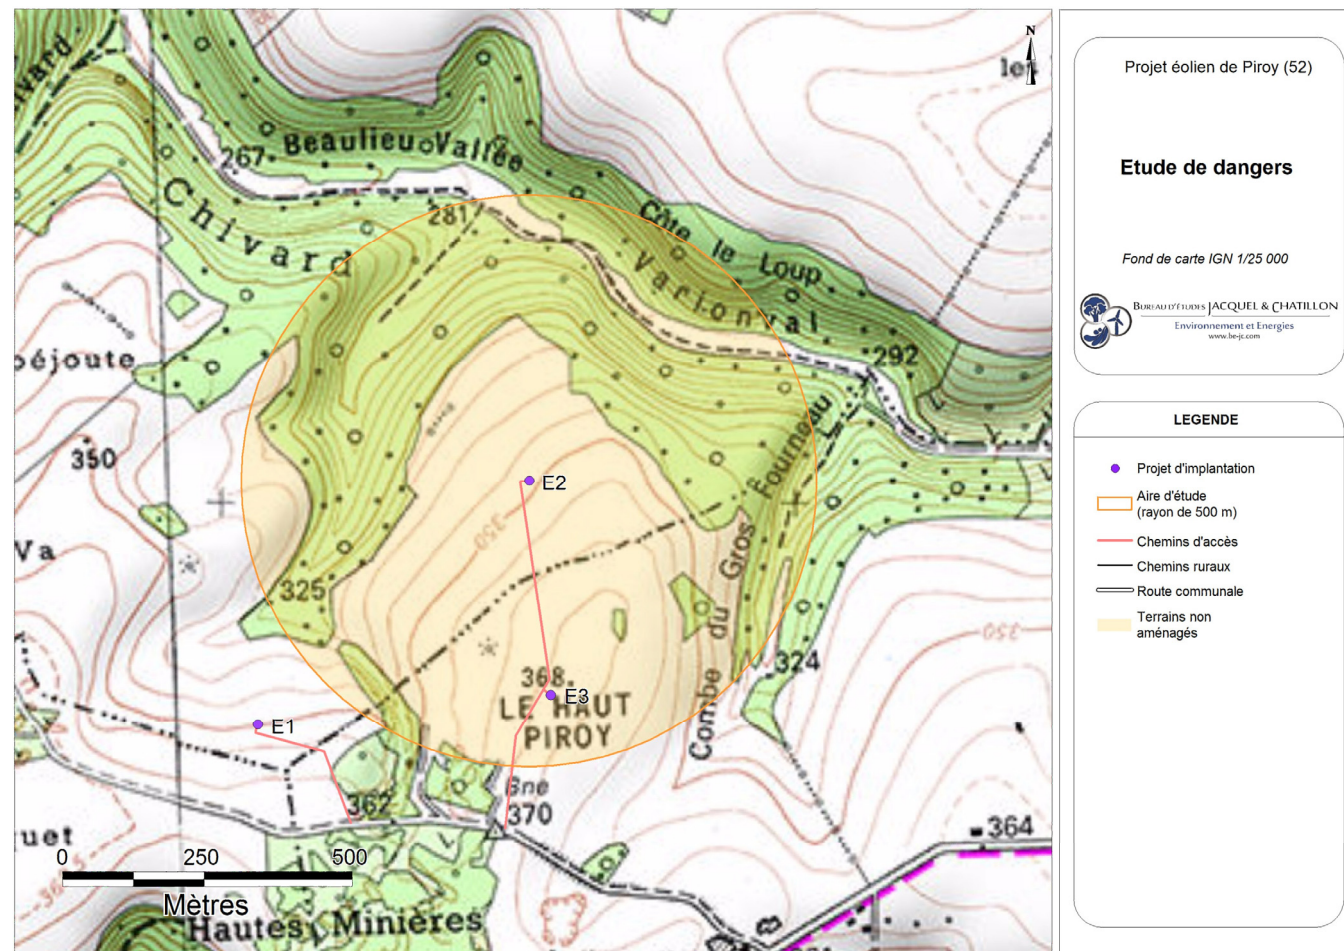 Beaulieu Vallée
267
Chivard
281
Côte le Loup
Varionval
292
350
E2
350
Fourneau
325
Combe du Gros
324
350
368.
E3
LE HAUT
PIROY
E1
Bne
370
362
364
quet
0 250 500
Mètres
Hautes Minières
N
Projet éolien de Piroy (52)
Etude de dangers
Fond de carte IGN 1/25 000
BUREAU D'ÉTUDES JACQUEL & CHATILLON
Environnement et Energies
www.be-jc.com
LEGENDE
Projet d'implantation
Aire d'étude
(rayon de 500 m)
Chemins d'accès
Chemins ruraux
Route communale
Terrains non
aménagés